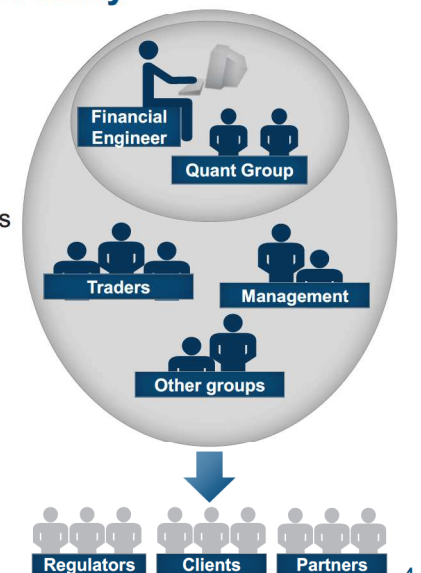 Financial
Engineer
Quant Group
s
Traders
Management
Other groups
Regulators
Clients
Partners